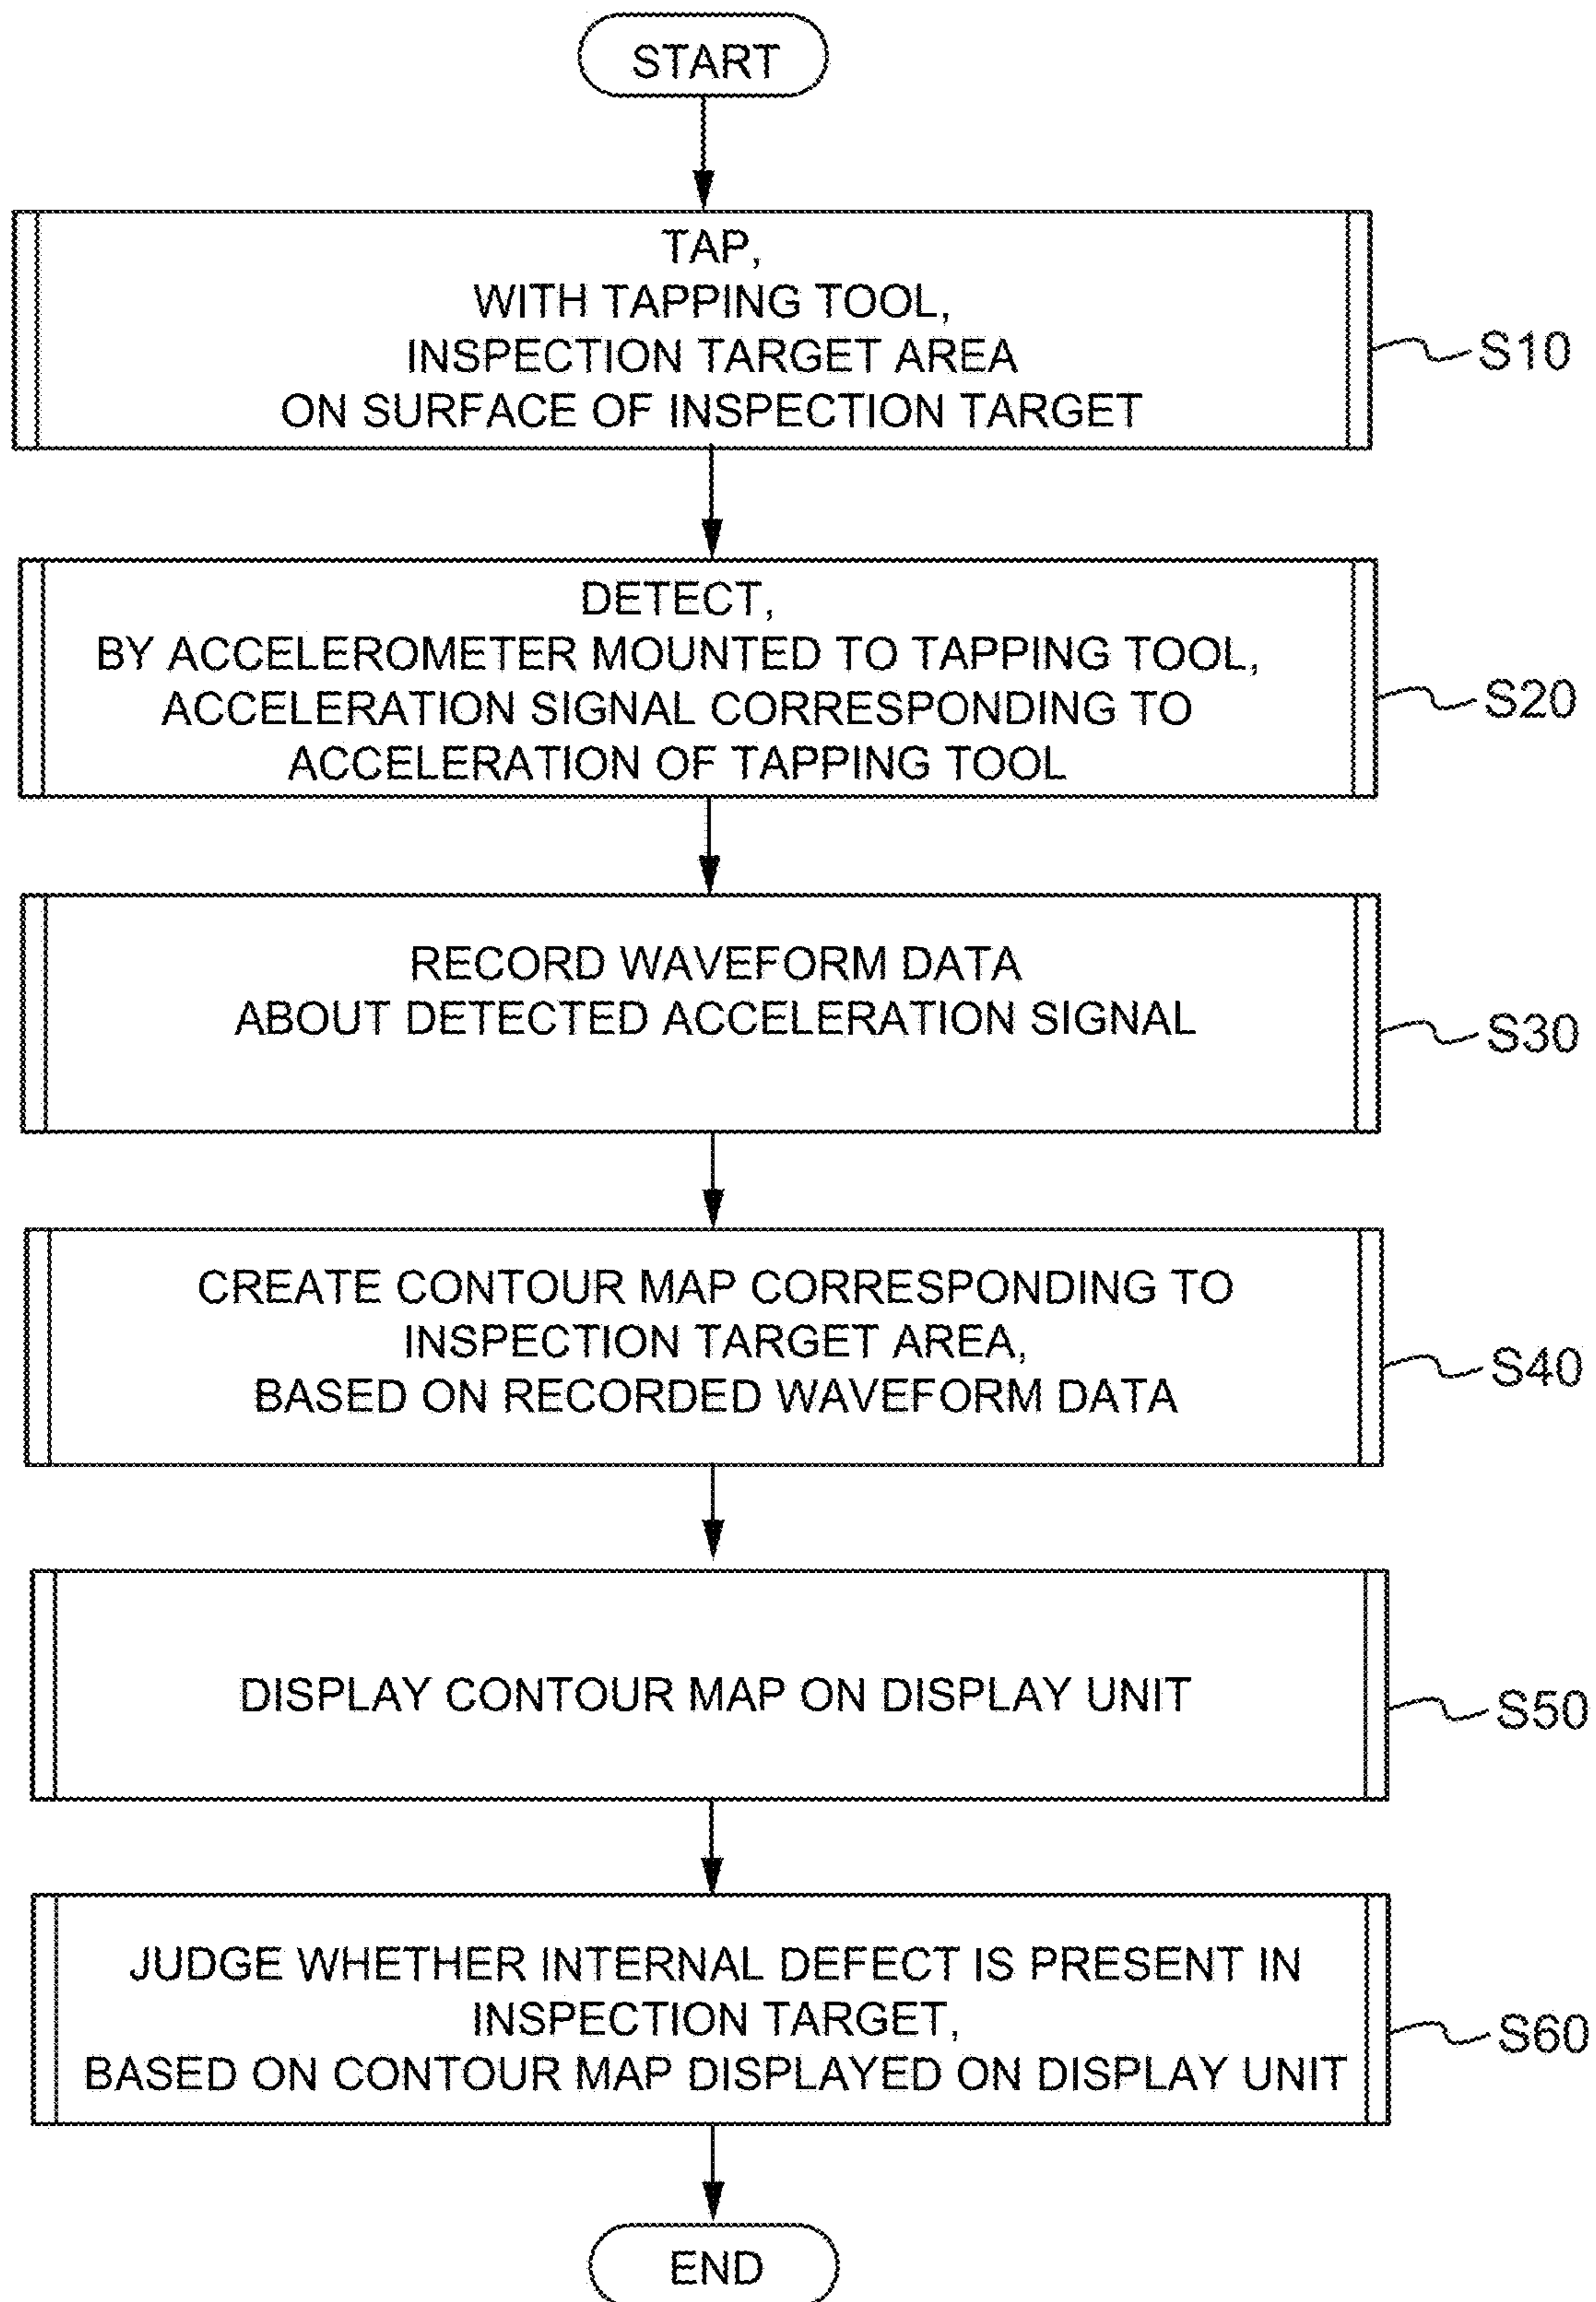 START
TAP,
WITH TAPPING TOOL,
INSPECTION TARGET AREA
ON SURFACE OF INSPECTION TARGET
S10
DETECT,
BY ACCELEROMETER MOUNTED TO TAPPING TOOL,
ACCELERATION SIGNAL CORRESPONDING TO
ACCELERATION OF TAPPING TOOL
S20
RECORD WAVEFORM DATA
ABOUT DETECTED ACCELERATION SIGNAL
S30
CREATE CONTOUR MAP CORRESPONDING TO
INSPECTION TARGET AREA,
BASED ON RECORDED WAVEFORM DATA
S40
DISPLAY CONTOUR MAP ON DISPLAY UNIT
S50
JUDGE WHETHER INTERNAL DEFECT IS PRESENT IN
INSPECTION TARGET,
BASED ON CONTOUR MAP DISPLAYED ON DISPLAY UNIT
S60
END